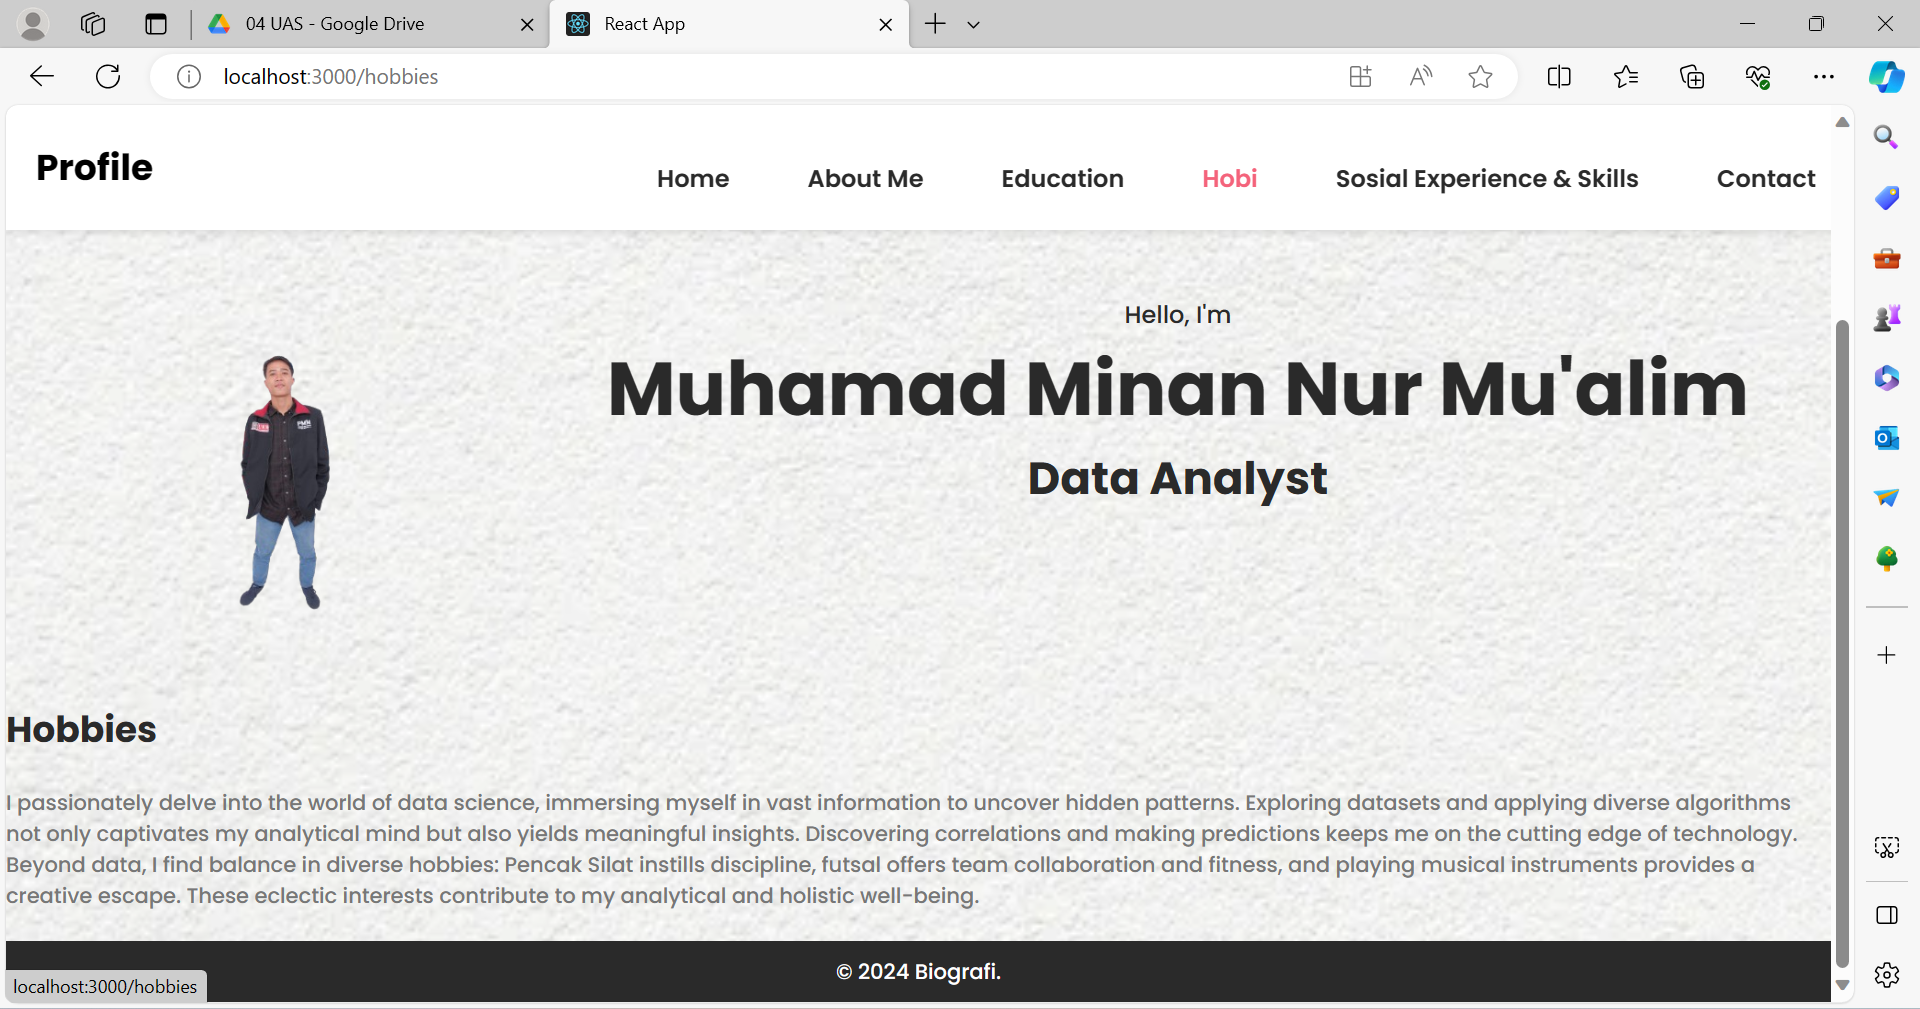 04 UAS - Google Drive
React App
localhost:3000/hobbies
Profile
Home
About Me
Education
Hobi
Sosial Experience & Skills
Contact
Hello, I'm
Muhamad Minan Nur Mu'alim
Data Analyst
Hobbies
I passionately delve into the world of data science, immersing myself in vast information to uncover hidden patterns. Exploring datasets and applying diverse algorithms
not only captivates my analytical mind but also yields meaningful insights. Discovering correlations and making predictions keeps me on the cutting edge of technology.
Beyond data, I find balance in diverse hobbies: Pencak Silat instills discipline, futsal offers team collaboration and fitness, and playing musical instruments provides a
creative escape. These eclectic interests contribute to my analytical and holistic well-being.
© 2024 Biografi.
localhost:3000/hobbies